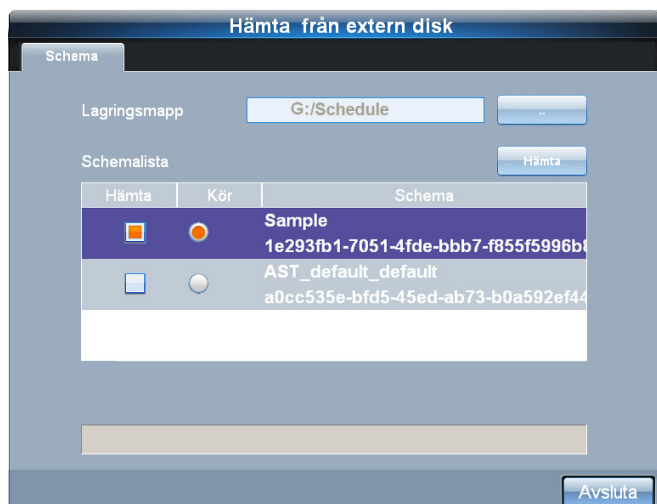 Hämta från extern disk
Schema
Lagringsmapp G:/Schedule ..
Schemalista Hämta
Hämta Kör Schema
Sample
1e293fb1-7051-4fde-bbb7-f855f5996b8
AST_default_default
a0cc535e-bfd5-45ed-ab73-b0a592ef44
Avsluta